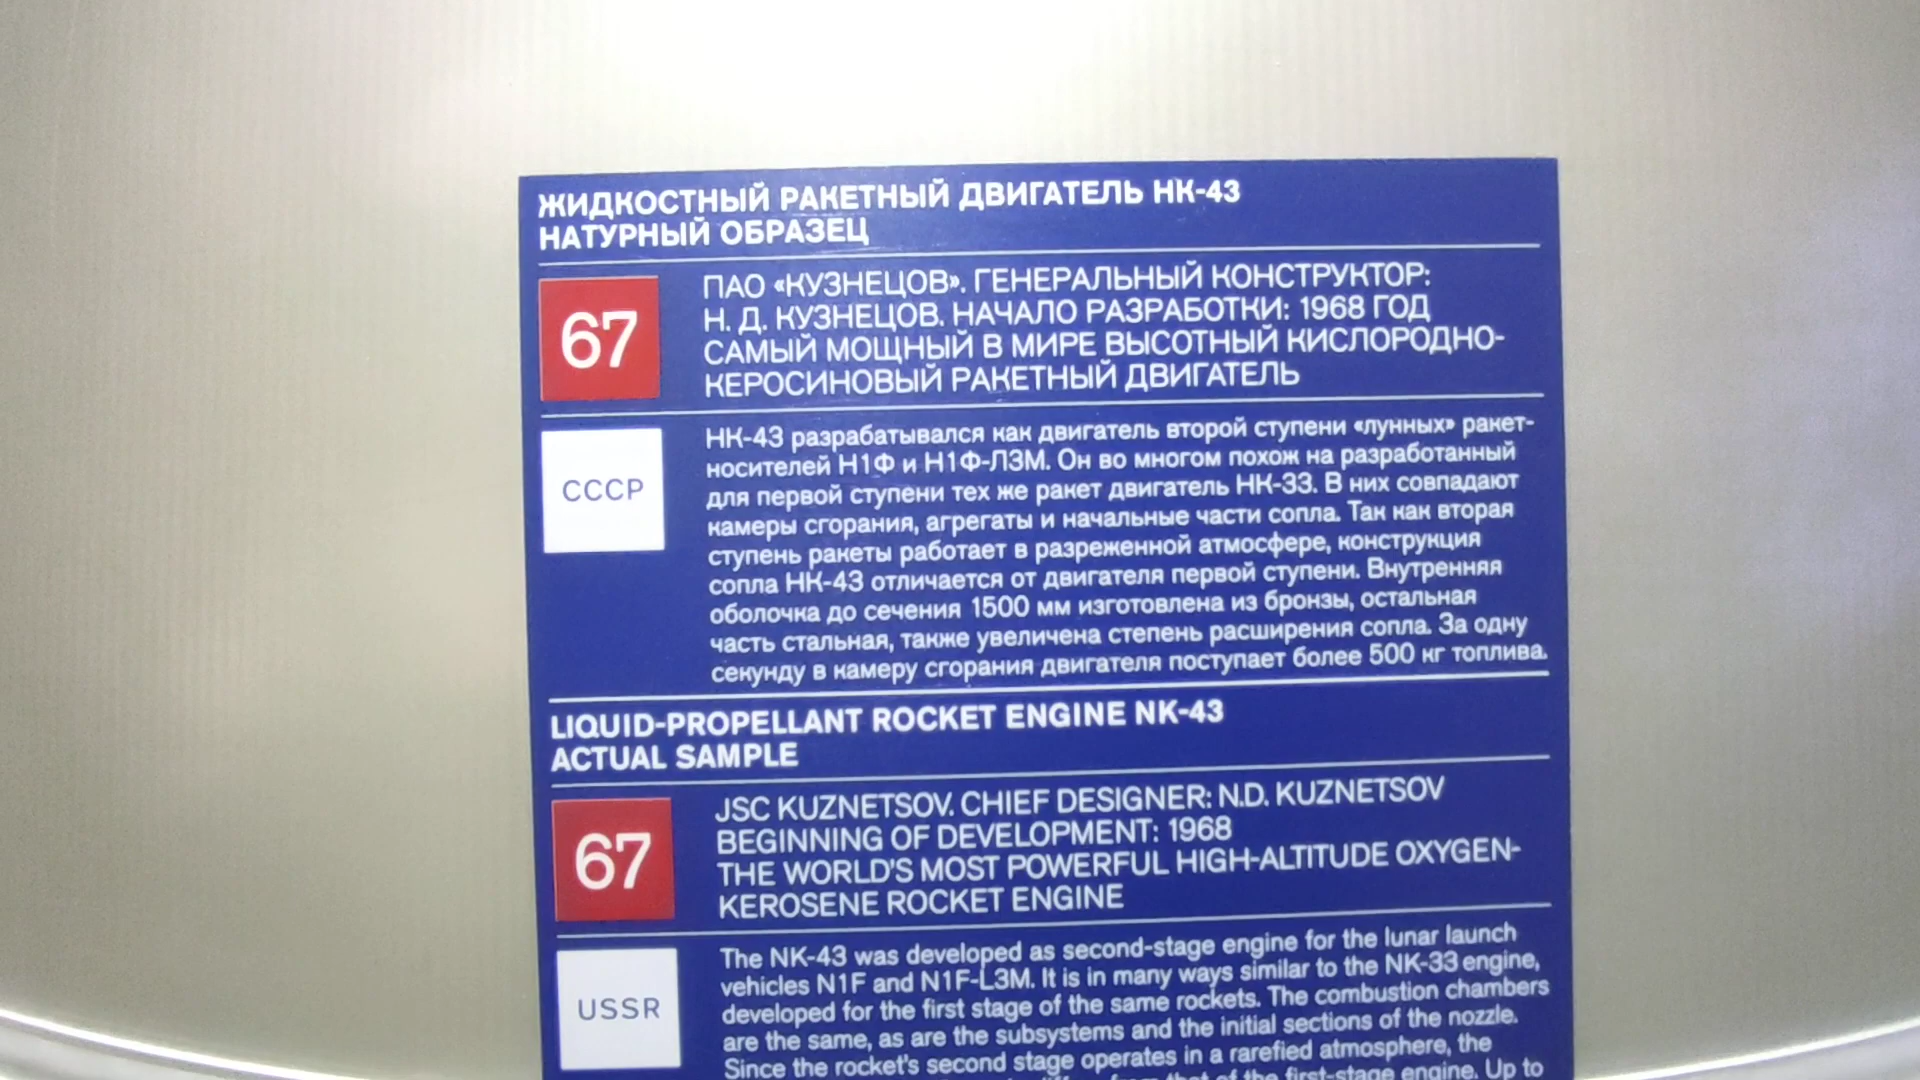 ЖИДКОСТНЫЙ РАКЕТНЫЙ ДВИГАТЕЛЬ НК-43
НАТУРНЫЙ ОБРАЗЕЦ
67
ПАО «КУЗНЕЦОВ». ГЕНЕРАЛЬНЫЙ КОНСТРУКТОР:
Н. Д. КУЗНЕЦОВ. НАЧАЛО РАЗРАБОТКИ: 1968 ГОД
САМЫЙ МОЩНЫЙ В МИРЕ ВЫСОТНЫЙ КИСЛОРОДНО-
КЕРОСИНОВЫЙ РАКЕТНЫЙ ДВИГАТЕЛЬ
СССР
НК-43 разрабатывался как двигатель второй ступени «лунных» ракет-
носителей Н1Ф и Н1Ф-Л3М. Он во многом похож на разработанный
для первой ступени тех же ракет двигатель НК-33. В них совпадают
камеры сгорания, агрегаты и начальные части сопла. Так как вторая
ступень ракеты работает в разреженной атмосфере, конструкция
сопла НК-43 отличается от двигателя первой ступени. Внутренняя
оболочка до сечения 1500 мм изготовлена из бронзы, остальная
часть стальная, также увеличена степень расширения сопла. За одну
секунду в камеру сгорания двигателя поступает более 500 кг топлива.
LIQUID-PROPELLANT ROCKET ENGINE NK-43
ACTUAL SAMPLE
67
JSC KUZNETSOV. CHIEF DESIGNER: N.D. KUZNETSOV
BEGINNING OF DEVELOPMENT: 1968
THE WORLD'S MOST POWERFUL HIGH-ALTITUDE OXYGEN-
KEROSENE ROCKET ENGINE
USSR
The NK-43 was developed as second-stage engine for the lunar launch
vehicles N1F and N1F-L3M. It is in many ways similar to the NK-33 engine,
developed for the first stage of the same rockets. The combustion chambers
are the same, as are the subsystems and the initial sections of the nozzle.
Since the rocket's second stage operates in a rarefied atmosphere, the
from that of the first-stage engine. Up to